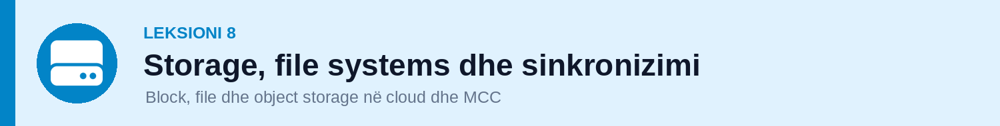 LEKSIONI 8
Storage, file systems dhe sinkronizimi
Block, file dhe object storage në cloud dhe MCC